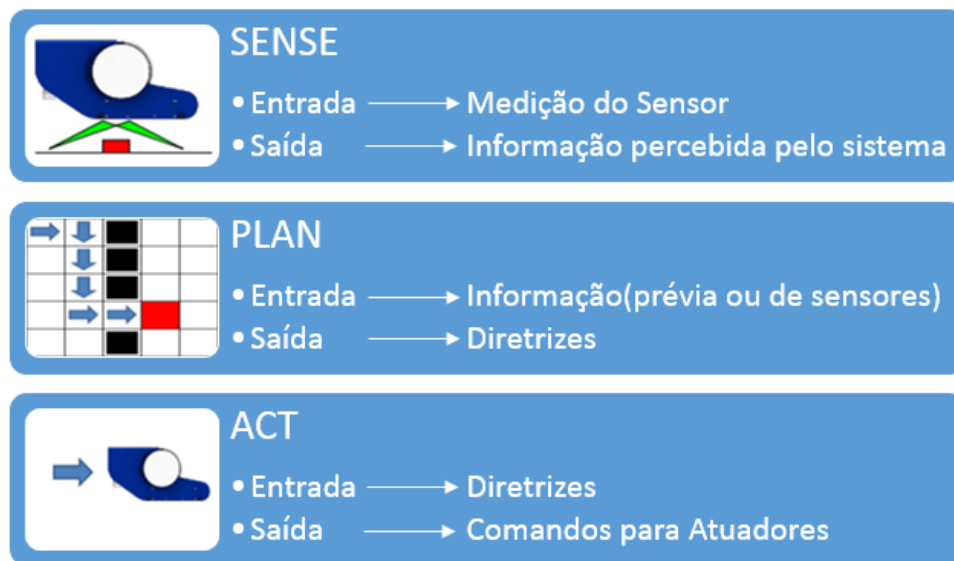 SENSE
• Entrada → Medição do Sensor
• Saída → Informação percebida pelo sistema
PLAN
• Entrada → Informação(prévia ou de sensores)
• Saída → Diretrizes
ACT
• Entrada → Diretrizes
• Saída → Comandos para Atuadores